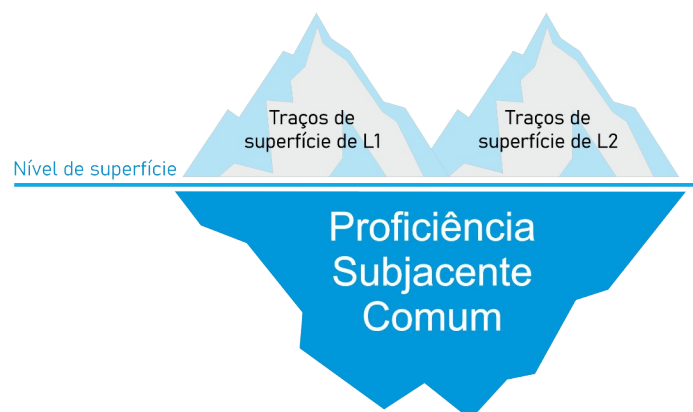 Traços de
superfície de L1
Traços de
superfície de L2
Nível de superfície
Proficiência
Subjacente
Comum